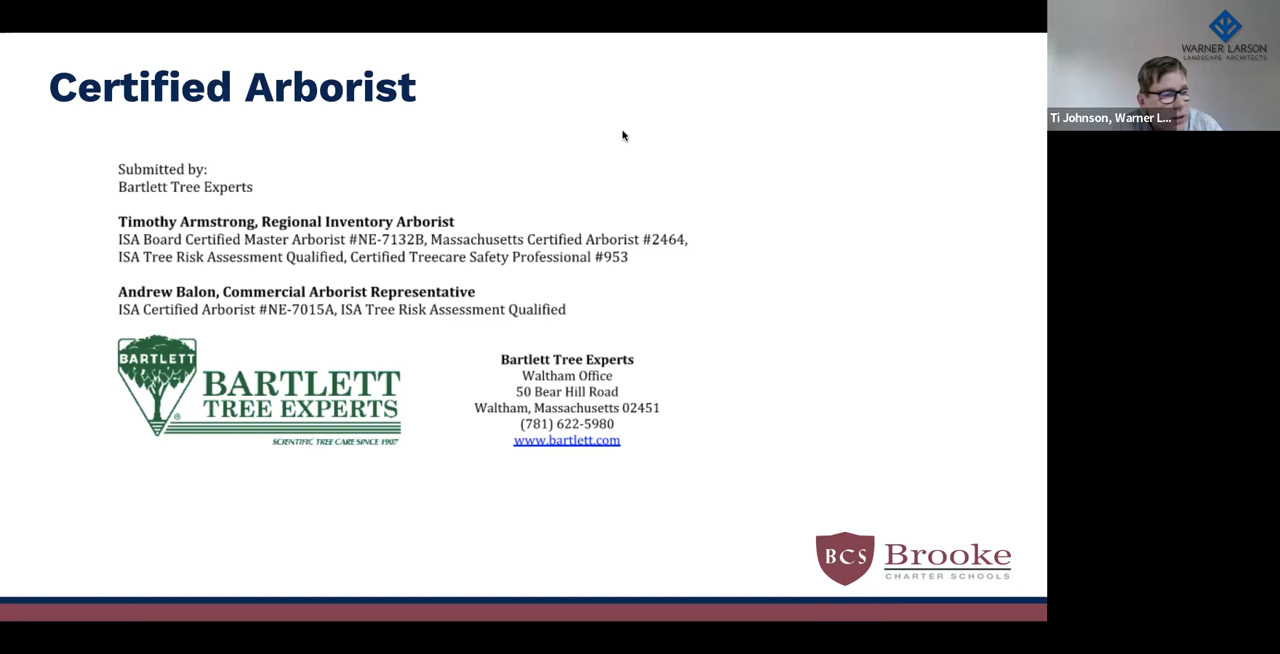 Certified Arborist
Submitted by:
Bartlett Tree Experts
Timothy Armstrong, Regional Inventory Arborist
ISA Board Certified Master Arborist #NE-7132B, Massachusetts Certified Arborist #2464,
ISA Tree Risk Assessment Qualified, Certified Treecare Safety Professional #953
Andrew Balon, Commercial Arborist Representative
ISA Certified Arborist #NE-7015A, ISA Tree Risk Assessment Qualified
BARTLETT
®
BARTLETT
TREE EXPERTS
SCIENTIFIC TREE CARE SINCE 1907
Bartlett Tree Experts
Waltham Office
50 Bear Hill Road
Waltham, Massachusetts 02451
(781) 622-5980
www.bartlett.com
BCS
Brooke
CHARTER SCHOOLS
WARNER LARSON
LANDSCAPE ARCHITECTS
Ti Johnson, Warner L...